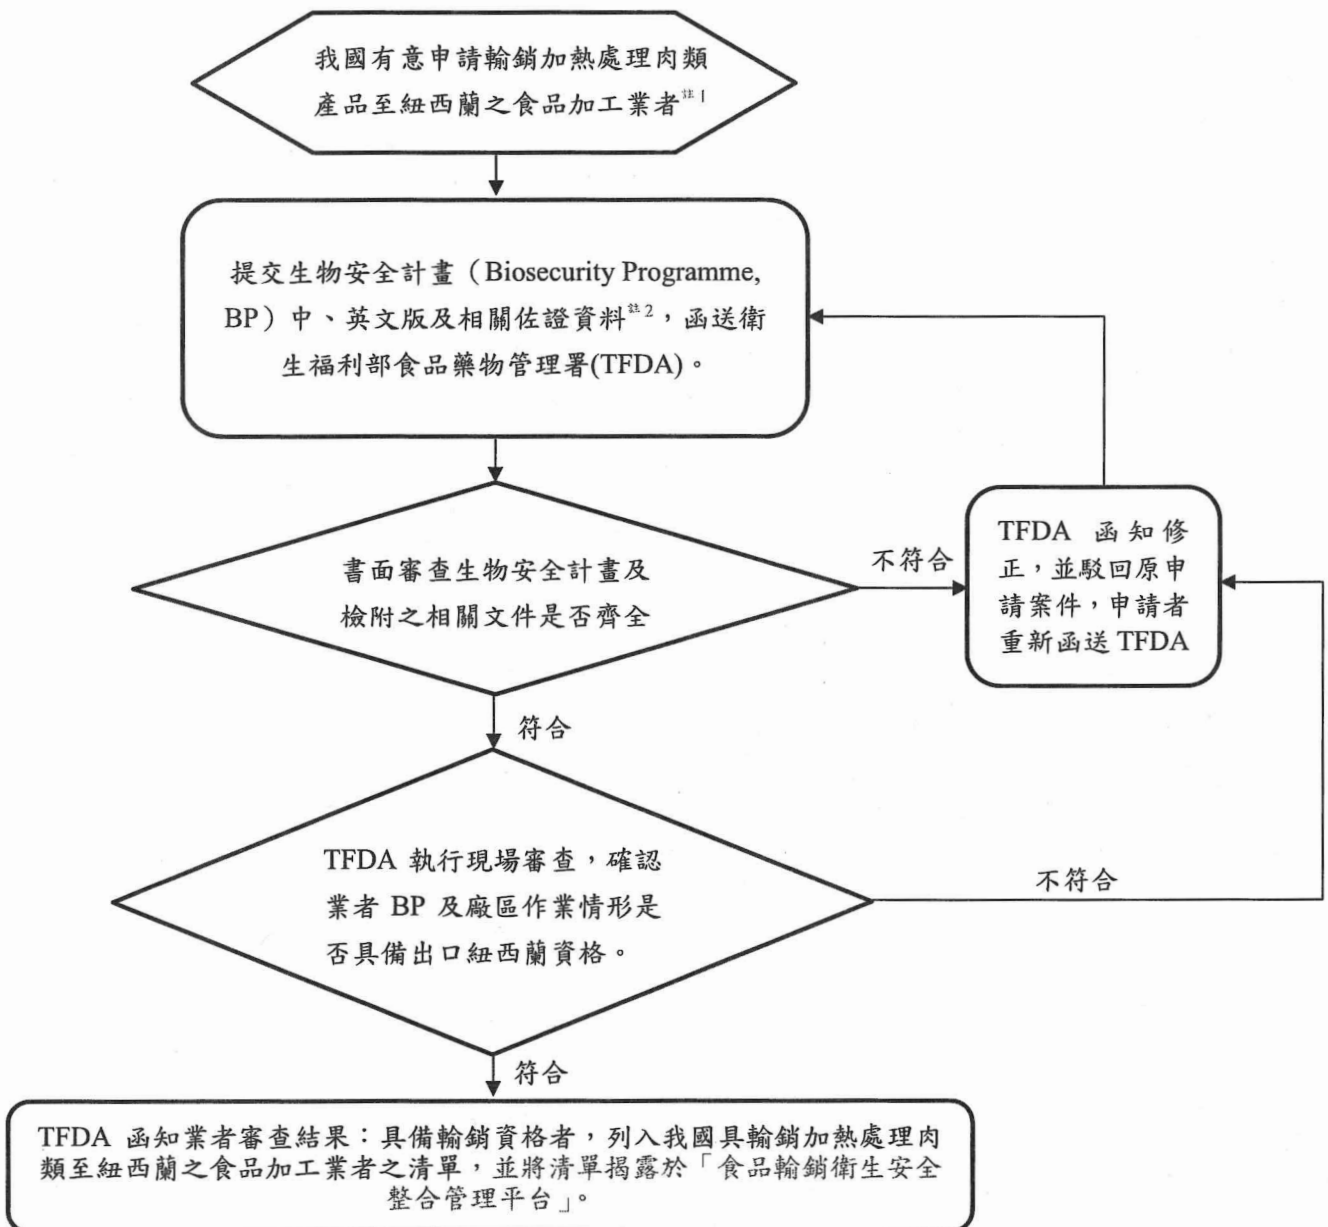 我國有意申請輸銷加熱處理肉類
產品至紐西蘭之食品加工業者註1
提交生物安全計畫（Biosecurity Programme,
BP）中、英文版及相關佐證資料註2，函送衛
生福利部食品藥物管理署(TFDA)。
書面審查生物安全計畫及
檢附之相關文件是否齊全
不符合
TFDA 函知修
正，並駁回原申
請案件，申請者
重新函送 TFDA
符合
TFDA 執行現場審查，確認
業者 BP 及廠區作業情形是
否具備出口紐西蘭資格。
不符合
符合
TFDA 函知業者審查結果：具備輸銷資格者，列入我國具輸銷加熱處理肉
類至紐西蘭之食品加工業者之清單，並將清單揭露於「食品輸銷衛生安全
整合管理平台」。